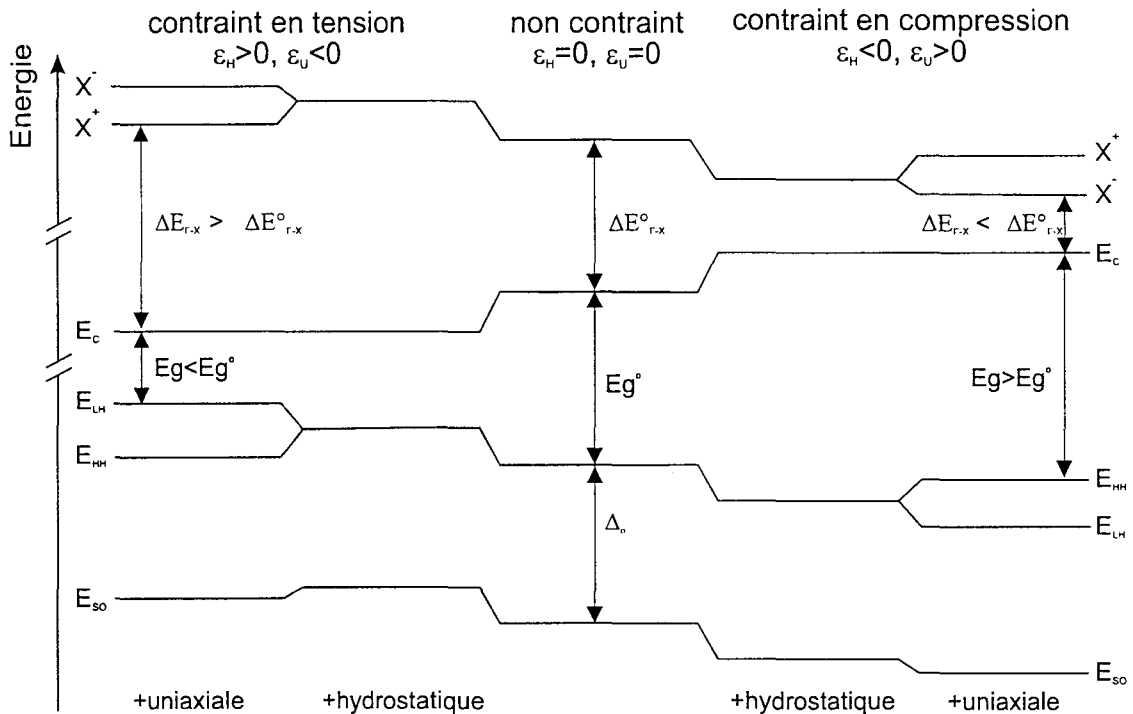 contraint en tension
ε_H>0, ε_U<0
non contraint
ε_H=0, ε_U=0
contraint en compression
ε_H<0, ε_U>0
Energie
X⁻
X⁺
ΔE_Γ-X > ΔE°_Γ-X
E_C
Eg<Eg°
E_LH
E_HH
E_SO
ΔE°_Γ-X
Eg°
Δ₀
X⁺
X⁻
ΔE_Γ-X < ΔE°_Γ-X
E_C
Eg>Eg°
E_HH
E_LH
E_SO
+uniaxiale
+hydrostatique
+hydrostatique
+uniaxiale